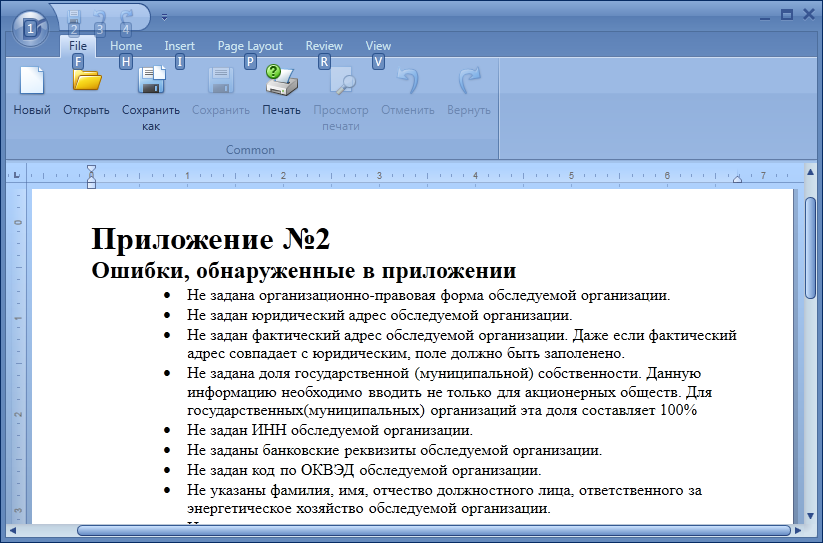 1 2 3 4
File Home Insert Page Layout Review View
F H I P R V
Новый Открыть Сохранить как Сохранить Печать Просмотр печати Отменить Вернуть
Common
1 2 3 4 5 6 7
Приложение №2
Ошибки, обнаруженные в приложении
• Не задана организационно-правовая форма обследуемой организации.
• Не задан юридический адрес обследуемой организации.
• Не задан фактический адрес обследуемой организации. Даже если фактический
адрес совпадает с юридическим, поле должно быть заполенено.
• Не задана доля государственной (муниципальной) собственности. Данную
информацию необходимо вводить не только для акционерных обществ. Для
государственных(муниципальных) организаций эта доля составляет 100%
• Не задан ИНН обследуемой организации.
• Не заданы банковские реквизиты обследуемой организации.
• Не задан код по ОКВЭД обследуемой организации.
• Не указаны фамилия, имя, отчество должностного лица, ответственного за
энергетическое хозяйство обследуемой организации.
0
1
2
3